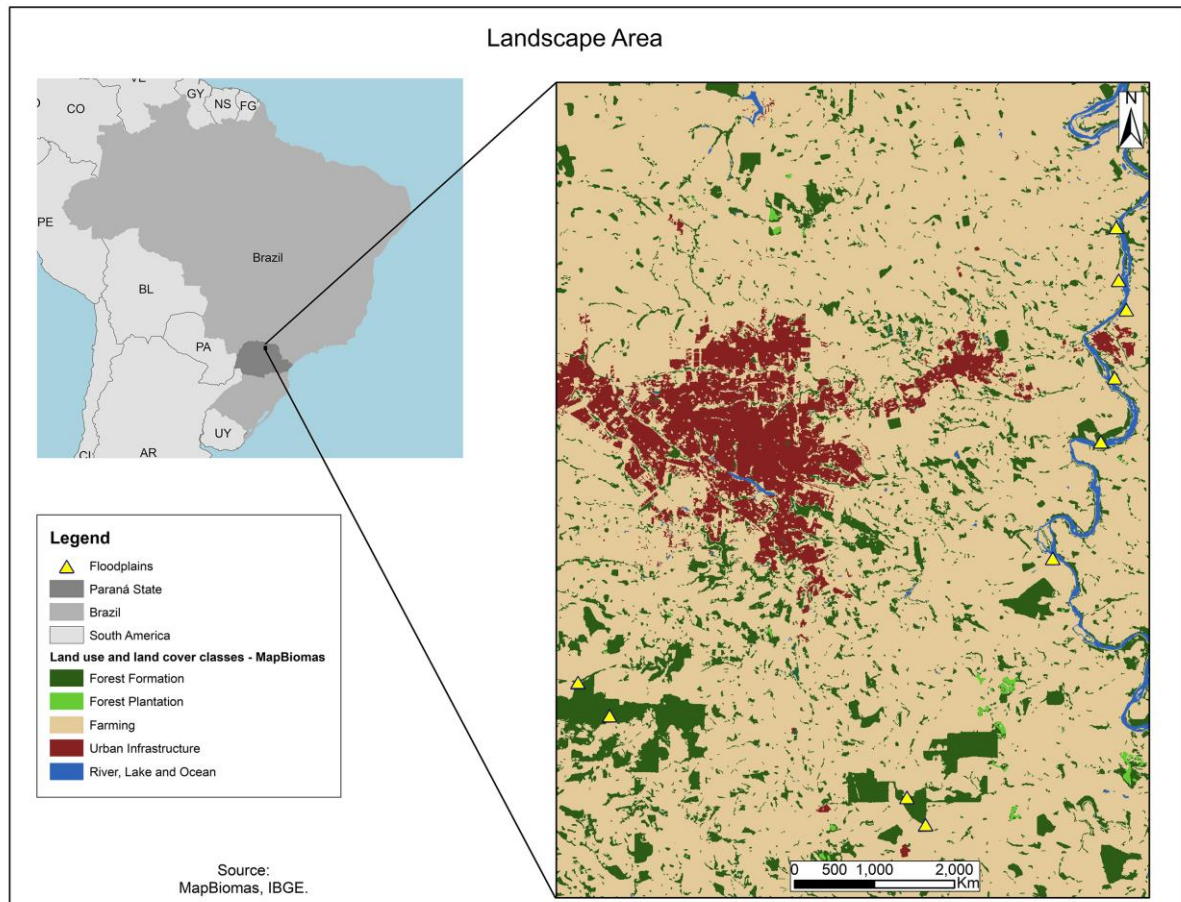 Landscape Area
VE
GY
NS
FG
CO
PE
Brazil
BL
PA
UY
AR
N
Legend
Floodplains
Paraná State
Brazil
South America
Land use and land cover classes - MapBiomas
Forest Formation
Forest Plantation
Farming
Urban Infrastructure
River, Lake and Ocean
0 500 1,000 2,000
Km
Source:
MapBiomas, IBGE.